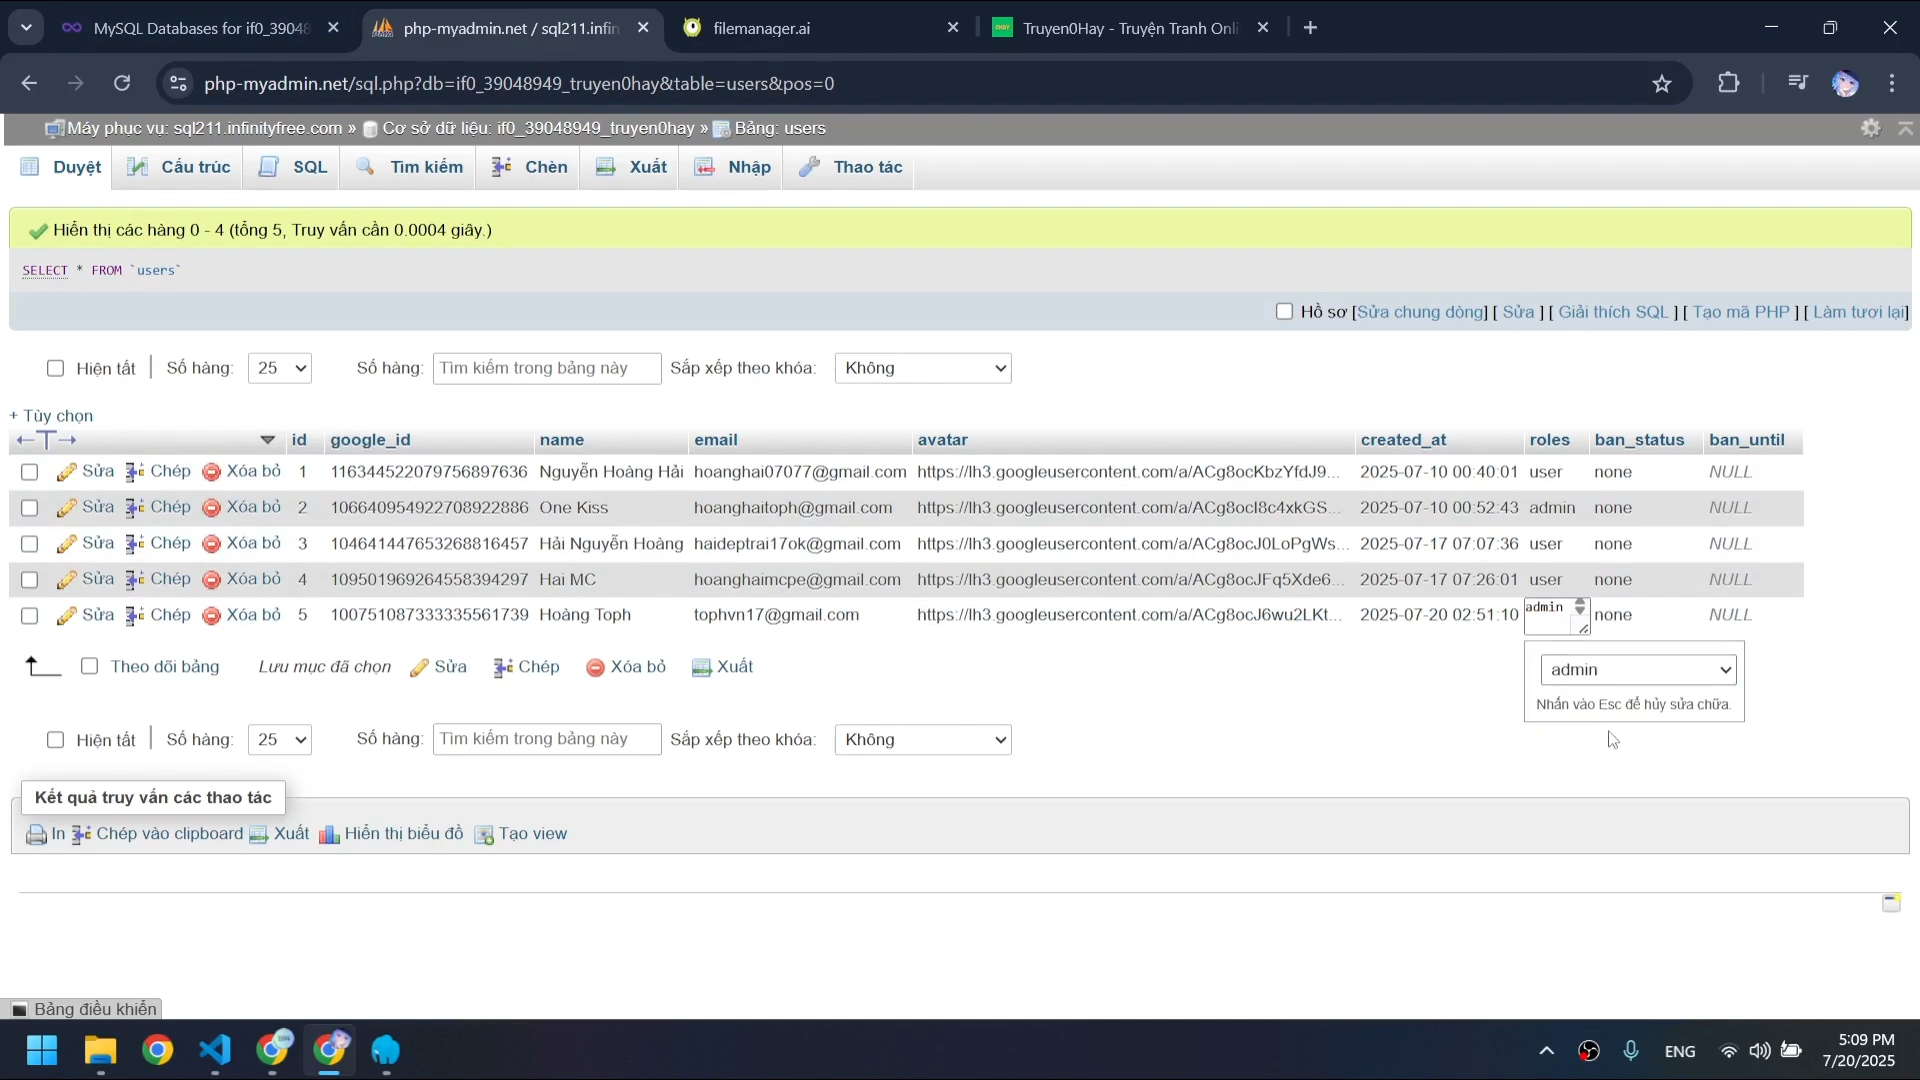 MySQL Databases for if0_39048
php-myadmin.net / sql211.infin
filemanager.ai
Truyen0Hay - Truyện Tranh Onli
php-myadmin.net/sql.php?db=if0_39048949_truyen0hay&table=users&pos=0
Máy phục vụ: sql211.infinityfree.com » Cơ sở dữ liệu: if0_39048949_truyen0hay » Bảng: users
Duyệt Cấu trúc SQL Tìm kiếm Chèn Xuất Nhập Thao tác
Hiển thị các hàng 0 - 4 (tổng 5, Truy vấn cần 0.0004 giây.)
SELECT * FROM `users`
Hồ sơ [Sửa chung dòng] [ Sửa ] [ Giải thích SQL ] [ Tạo mã PHP ] [ Làm tươi lại]
Hiện tất Số hàng: 25 Số hàng: Tìm kiếm trong bảng này Sắp xếp theo khóa: Không
+ Tùy chọn
←T→ id google_id name email avatar created_at roles ban_status ban_until
Sửa Chép Xóa bỏ 1 116344522079756897636 Nguyễn Hoàng Hải hoanghai07077@gmail.com https://lh3.googleusercontent.com/a/ACg8ocKbzYfdJ9... 2025-07-10 00:40:01 user none NULL
Sửa Chép Xóa bỏ 2 106640954922708922886 One Kiss hoanghaitoph@gmail.com https://lh3.googleusercontent.com/a/ACg8ocI8c4xkGS... 2025-07-10 00:52:43 admin none NULL
Sửa Chép Xóa bỏ 3 104641447653268816457 Hải Nguyễn Hoàng haideptrai17ok@gmail.com https://lh3.googleusercontent.com/a/ACg8ocJ0LoPgWs... 2025-07-17 07:07:36 user none NULL
Sửa Chép Xóa bỏ 4 109501969264558394297 Hai MC hoanghaimcpe@gmail.com https://lh3.googleusercontent.com/a/ACg8ocJFq5Xde6... 2025-07-17 07:26:01 user none NULL
Sửa Chép Xóa bỏ 5 100751087333335561739 Hoàng Toph tophvn17@gmail.com https://lh3.googleusercontent.com/a/ACg8ocJ6wu2LKt... 2025-07-20 02:51:10 admin none NULL
Theo dõi bảng Lưu mục đã chọn Sửa Chép Xóa bỏ Xuất
admin
Nhấn vào Esc để hủy sửa chữa.
Hiện tất Số hàng: 25 Số hàng: Tìm kiếm trong bảng này Sắp xếp theo khóa: Không
Kết quả truy vấn các thao tác
In Chép vào clipboard Xuất Hiển thị biểu đồ Tạo view
Bảng điều khiển
ENG
5:09 PM
7/20/2025